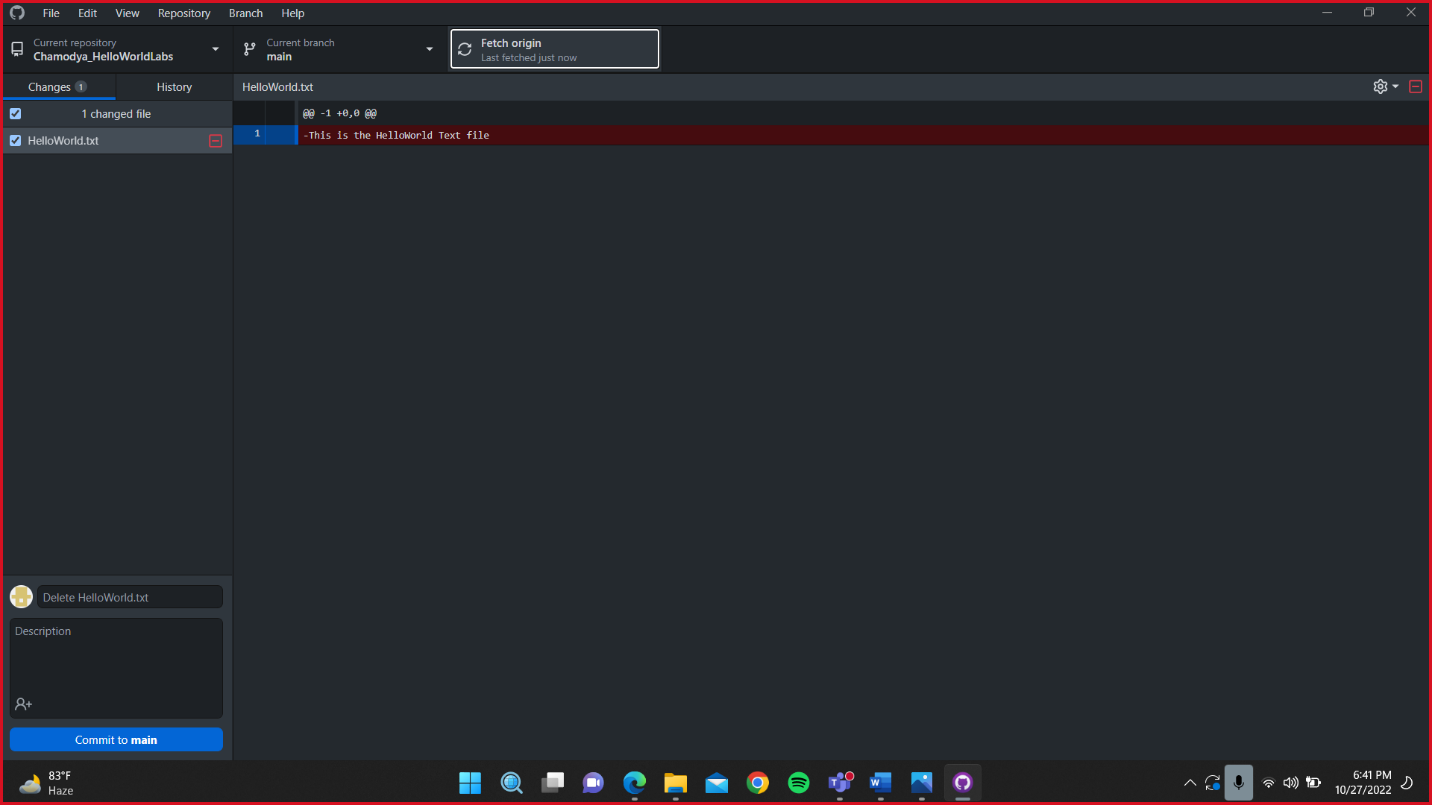 File Edit View Repository Branch Help
Current repository
Chamodya_HelloWorldLabs
Current branch
main
Fetch origin
Last fetched just now
Changes 1
History
HelloWorld.txt
1 changed file
@@ -1 +0,0 @@
HelloWorld.txt
1 -This is the HelloWorld Text file
Delete HelloWorld.txt
Description
Commit to main
83°F
Haze
6:41 PM
10/27/2022